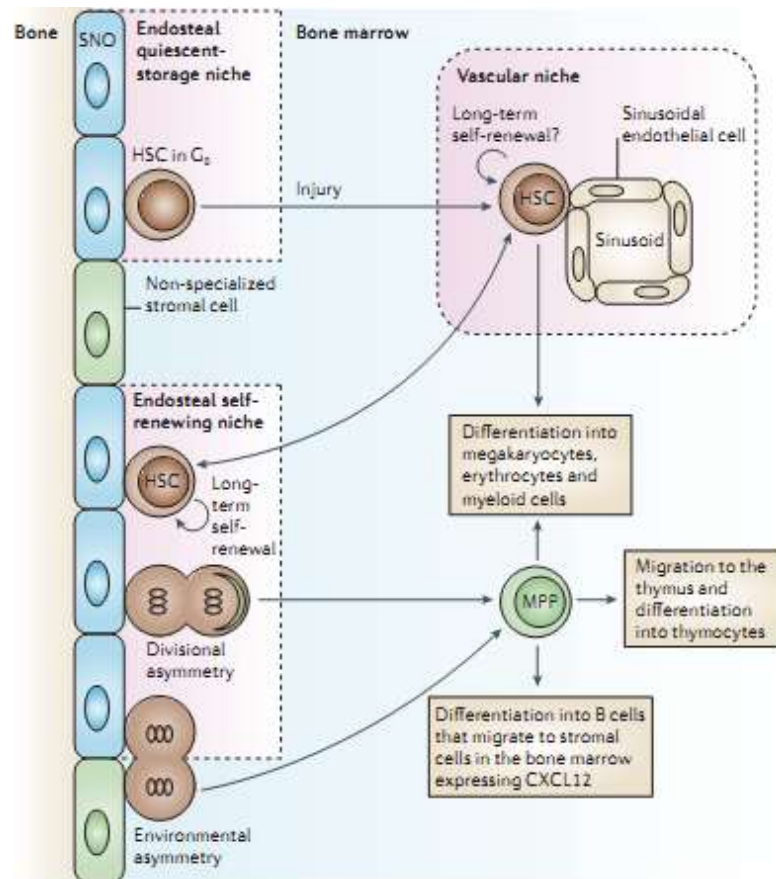 Bone
SNO
Endosteal
quiescent-
storage niche
Bone marrow
HSC in G₀
Injury
Vascular niche
Long-term
self-renewal?
Sinusoidal
endothelial cell
HSC
Sinusoid
Non-specialized
stromal cell
Endosteal self-
renewing niche
HSC
Long-
term
self-
renewal
Divisional
asymmetry
Environmental
asymmetry
Differentiation into
megakaryocytes,
erythrocytes and
myeloid cells
MPP
Migration to the
thymus and
differentiation
into thymocytes
Differentiation into B cells
that migrate to stromal
cells in the bone marrow
expressing CXCL12